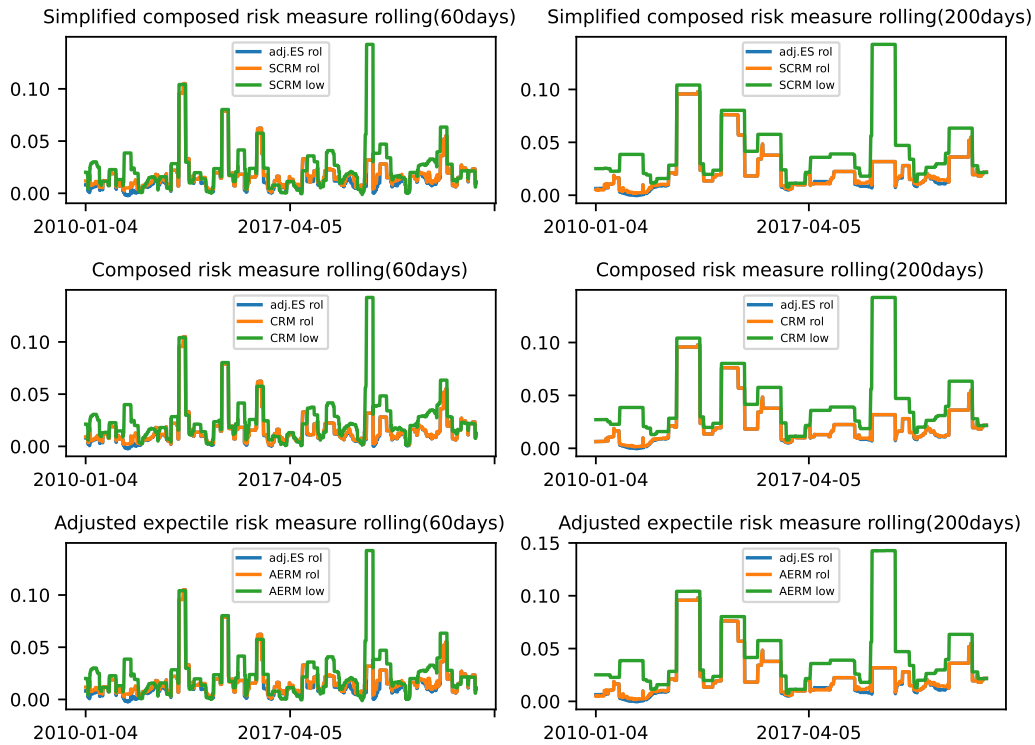 Simplified composed risk measure rolling(60days)
adj.ES rol
SCRM rol
SCRM low
0.10
0.05
0.00
2010-01-04
2017-04-05
Simplified composed risk measure rolling(200days)
adj.ES rol
SCRM rol
SCRM low
0.10
0.05
0.00
2010-01-04
2017-04-05
Composed risk measure rolling(60days)
adj.ES rol
CRM rol
CRM low
0.10
0.05
0.00
2010-01-04
2017-04-05
Composed risk measure rolling(200days)
adj.ES rol
CRM rol
CRM low
0.10
0.05
0.00
2010-01-04
2017-04-05
Adjusted expectile risk measure rolling(60days)
adj.ES rol
AERM rol
AERM low
0.10
0.05
0.00
2010-01-04
2017-04-05
Adjusted expectile risk measure rolling(200days)
adj.ES rol
AERM rol
AERM low
0.15
0.10
0.05
0.00
2010-01-04
2017-04-05